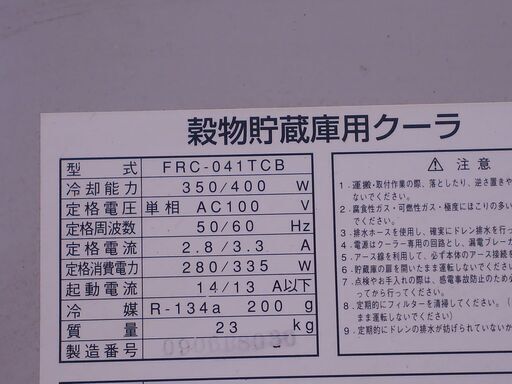 穀物貯蔵庫用クーラ
型 式 FRC-041TCB
冷却能力 350/400 W
定格電圧 単相 AC100 V
定格周波数 50/60 Hz
定格電流 2.8/3.3 A
定格消費電力 280/335 W
起動電流 14/13 A以下
冷 媒 R-134a 200 g
質 量 23 kg
製造番号
⚠ 注意
1.運搬・取付作業の際、落としたり、逆さ置きや
2.腐食性ガス・可燃性ガス・極度にほこりの多い
でください。
3.排水ホースを使用し、確実にドレン排水を行っ
4.電源はクーラー専用の回路とし、漏電ブレーカ
5.アース線を利用して、必ず本体のアース接続を
6.貯蔵庫の扉を開いたまま運転しないでください
7.点検やお手入れの際は、感電事故防止のため必
ってから行ってください。
8.定期的にフィルターを清掃してください。（
まま運転しないでください）
9.定期的にドレンの排水が妨げられていないか